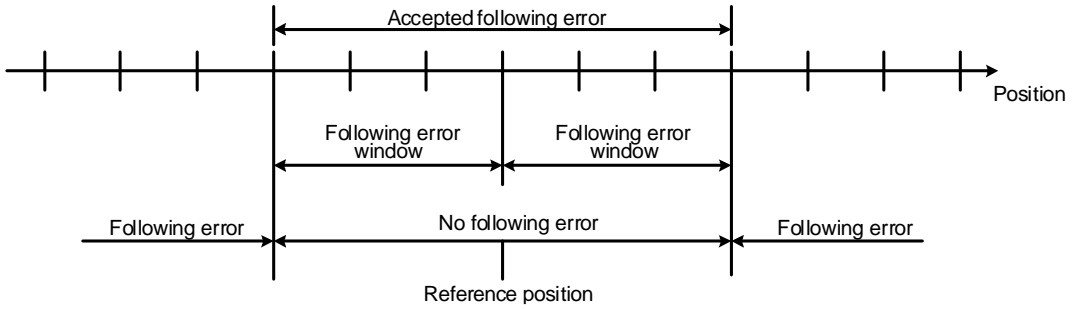 Accepted following error
Position
Following error
window
Following error
window
Following error
No following error
Following error
Reference position